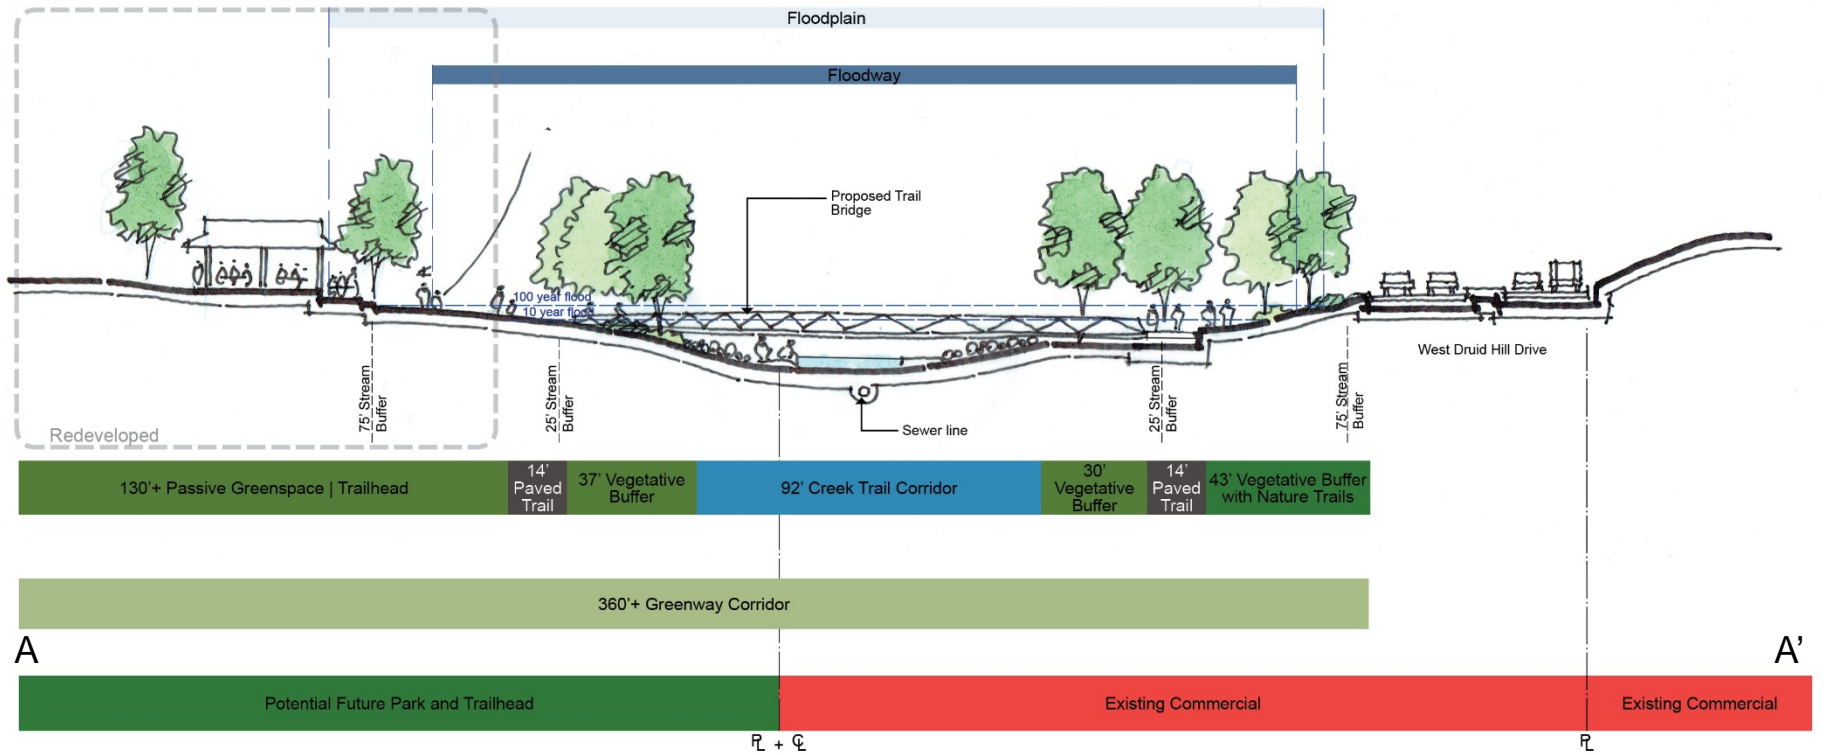 Floodplain
Floodway
Proposed Trail
Bridge
100 year flood
10 year flood
West Druid Hill Drive
75' Stream
Buffer
25' Stream
Buffer
25' Stream
Buffer
75' Stream
Buffer
Sewer line
Redeveloped
130'+ Passive Greenspace | Trailhead
14'
Paved
Trail
37' Vegetative
Buffer
92' Creek Trail Corridor
30'
Vegetative
Buffer
14'
Paved
Trail
43' Vegetative Buffer
with Nature Trails
360'+ Greenway Corridor
A
A'
Potential Future Park and Trailhead
Existing Commercial
Existing Commercial
PL + CL
PL